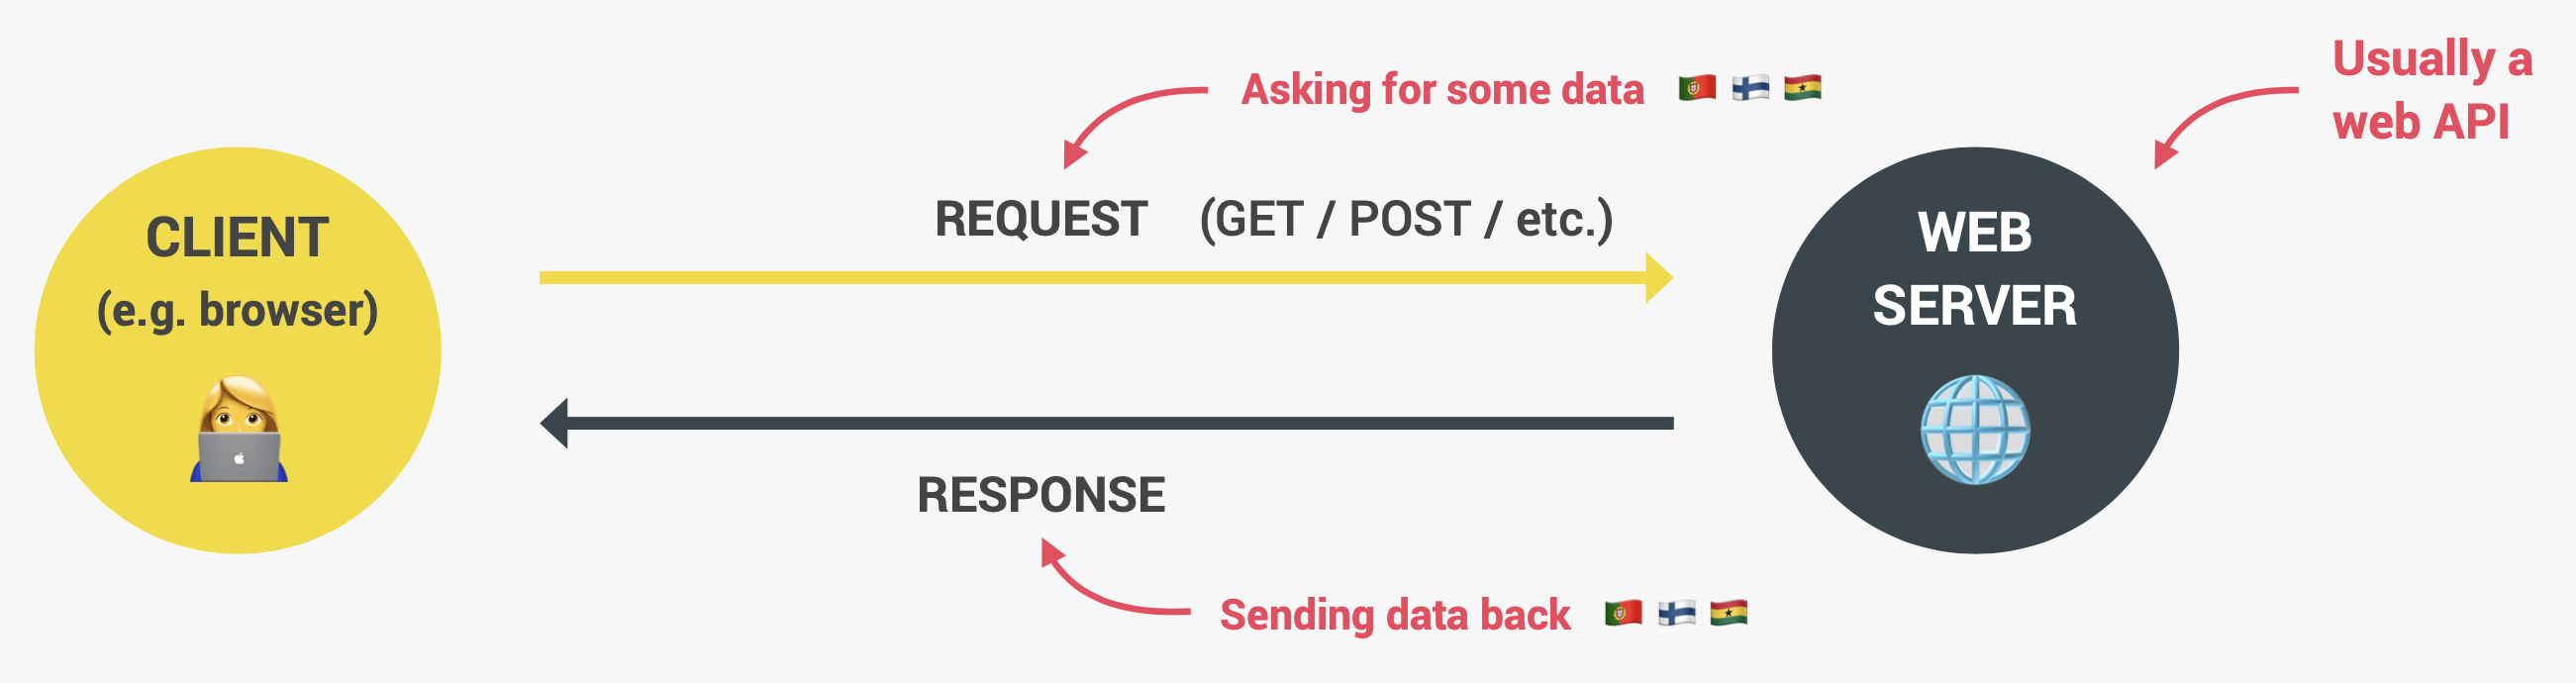 Asking for some data
Usually a
web API
CLIENT
(e.g. browser)
REQUEST (GET / POST / etc.)
WEB
SERVER
RESPONSE
Sending data back